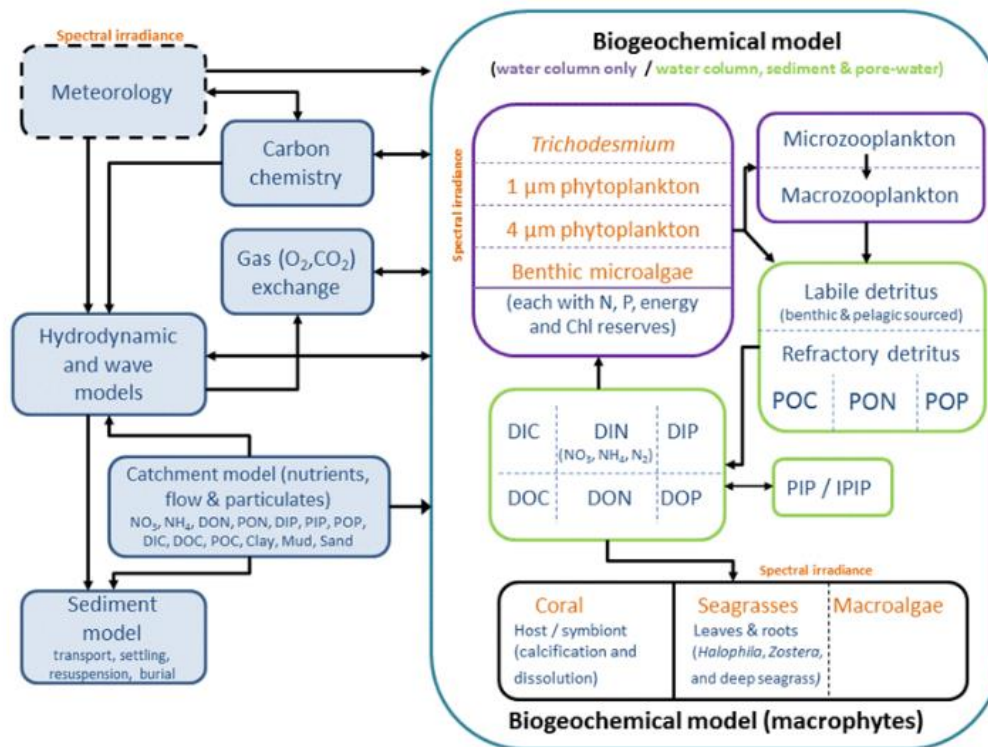 Spectral irradiance
Meteorology
Carbon
chemistry
Gas (O₂,CO₂)
exchange
Hydrodynamic
and wave
models
Catchment model (nutrients,
flow & particulates)
NO₃, NH₄, DON, PON, DIP, PIP, POP,
DIC, DOC, POC, Clay, Mud, Sand
Sediment
model
transport, settling,
resuspension, burial
Biogeochemical model
(water column only / water column, sediment & pore-water)
Spectral irradiance
Trichodesmium
1 µm phytoplankton
4 µm phytoplankton
Benthic microalgae
(each with N, P, energy
and Chl reserves)
Microzooplankton
Macrozooplankton
Labile detritus
(benthic & pelagic sourced)
Refractory detritus
POC PON POP
DIC DIN DIP
(NO₃, NH₄, N₂)
DOC DON DOP
PIP / IPIP
Spectral irradiance
Coral
Host / symbiont
(calcification and
dissolution)
Seagrasses
Leaves & roots
(Halophila, Zostera,
and deep seagrass)
Macroalgae
Biogeochemical model (macrophytes)